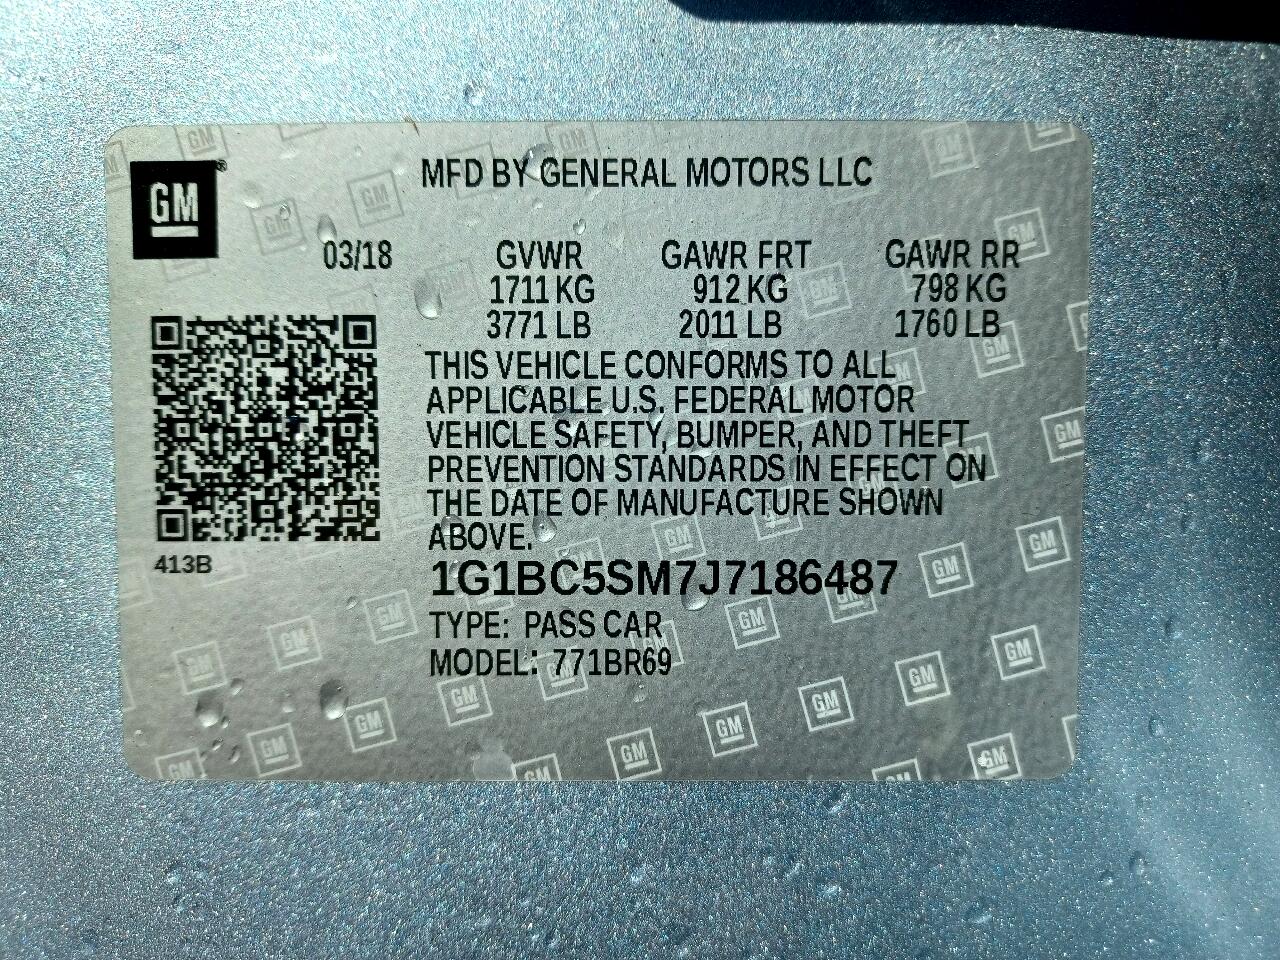 GM
MFD BY GENERAL MOTORS LLC
03/18 GVWR GAWR FRT GAWR RR
1711 KG 912 KG 798 KG
3771 LB 2011 LB 1760 LB
THIS VEHICLE CONFORMS TO ALL
APPLICABLE U.S. FEDERAL MOTOR
VEHICLE SAFETY, BUMPER, AND THEFT
PREVENTION STANDARDS IN EFFECT ON
THE DATE OF MANUFACTURE SHOWN
ABOVE.
413B
1G1BC5SM7J7186487
TYPE: PASS CAR
MODEL: 771BR69